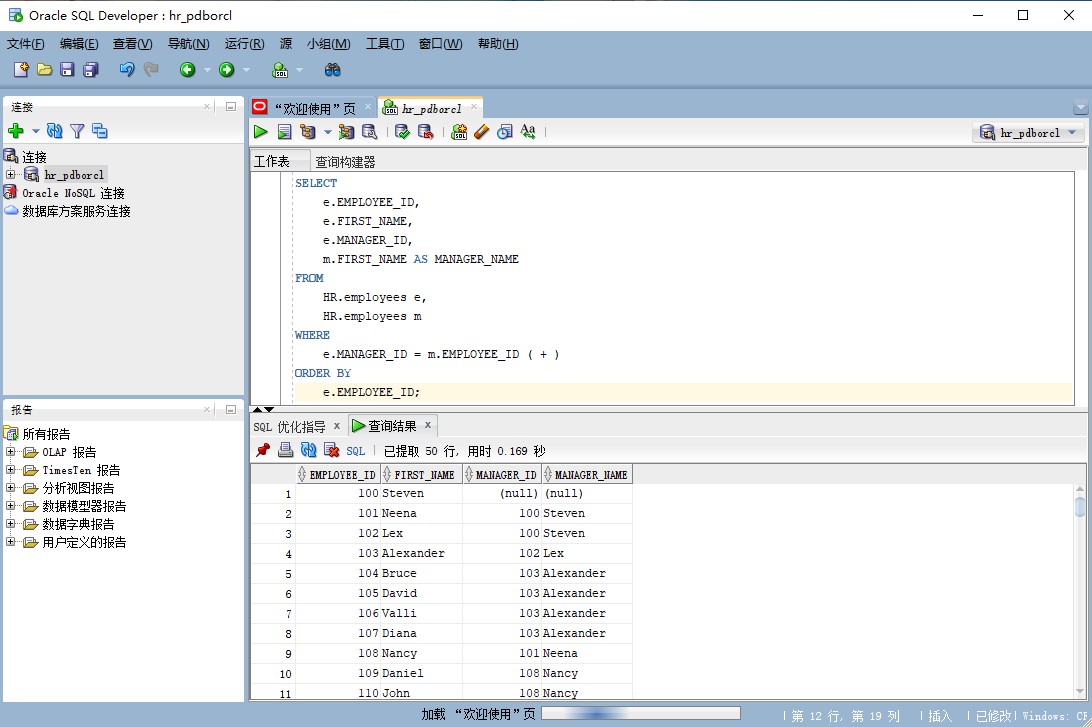 Oracle SQL Developer : hr_pdborcl
文件(F) 编辑(E) 查看(V) 导航(N) 运行(R) 源 小组(M) 工具(T) 窗口(W) 帮助(H)
连接
连接
hr_pdborcl
Oracle NoSQL 连接
数据库方案服务连接
报告
所有报告
OLAP 报告
TimesTen 报告
分析视图报告
数据模型器报告
数据字典报告
用户定义的报告
“欢迎使用”页 hr_pdborcl
hr_pdborcl
工作表 查询构建器
SELECT
e.EMPLOYEE_ID,
e.FIRST_NAME,
e.MANAGER_ID,
m.FIRST_NAME AS MANAGER_NAME
FROM
HR.employees e,
HR.employees m
WHERE
e.MANAGER_ID = m.EMPLOYEE_ID ( + )
ORDER BY
e.EMPLOYEE_ID;
SQL 优化指导 x 查询结果 x
SQL | 已提取 50 行, 用时 0.169 秒
EMPLOYEE_ID FIRST_NAME MANAGER_ID MANAGER_NAME
1 100 Steven (null) (null)
2 101 Neena 100 Steven
3 102 Lex 100 Steven
4 103 Alexander 102 Lex
5 104 Bruce 103 Alexander
6 105 David 103 Alexander
7 106 Valli 103 Alexander
8 107 Diana 103 Alexander
9 108 Nancy 101 Neena
10 109 Daniel 108 Nancy
11 110 John 108 Nancy
加载 “欢迎使用”页 | 第 12 行, 第 19 列 | 插入 | 已修改| Windows: CF